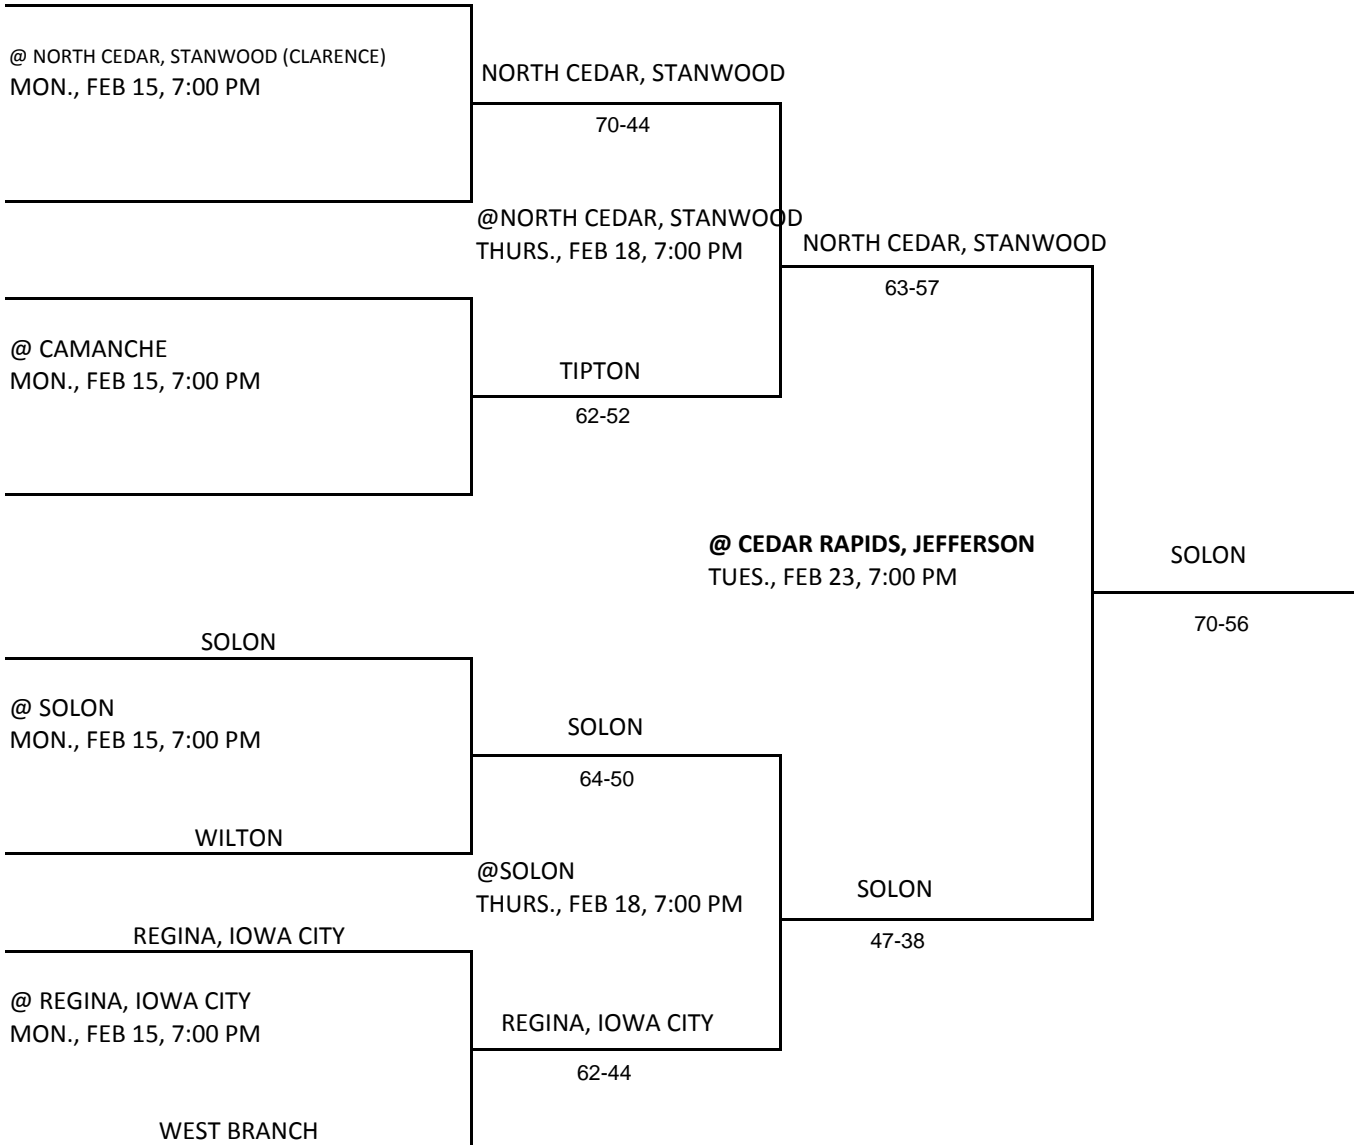 @ NORTH CEDAR, STANWOOD (CLARENCE)
MON., FEB 15, 7:00 PM
NORTH CEDAR, STANWOOD
70-44
@NORTH CEDAR, STANWOOD
THURS., FEB 18, 7:00 PM
NORTH CEDAR, STANWOOD
63-57
@ CAMANCHE
MON., FEB 15, 7:00 PM
TIPTON
62-52
@ CEDAR RAPIDS, JEFFERSON
TUES., FEB 23, 7:00 PM
SOLON
70-56
SOLON
@ SOLON
MON., FEB 15, 7:00 PM
SOLON
64-50
WILTON
@SOLON
THURS., FEB 18, 7:00 PM
SOLON
47-38
REGINA, IOWA CITY
@ REGINA, IOWA CITY
MON., FEB 15, 7:00 PM
REGINA, IOWA CITY
62-44
WEST BRANCH